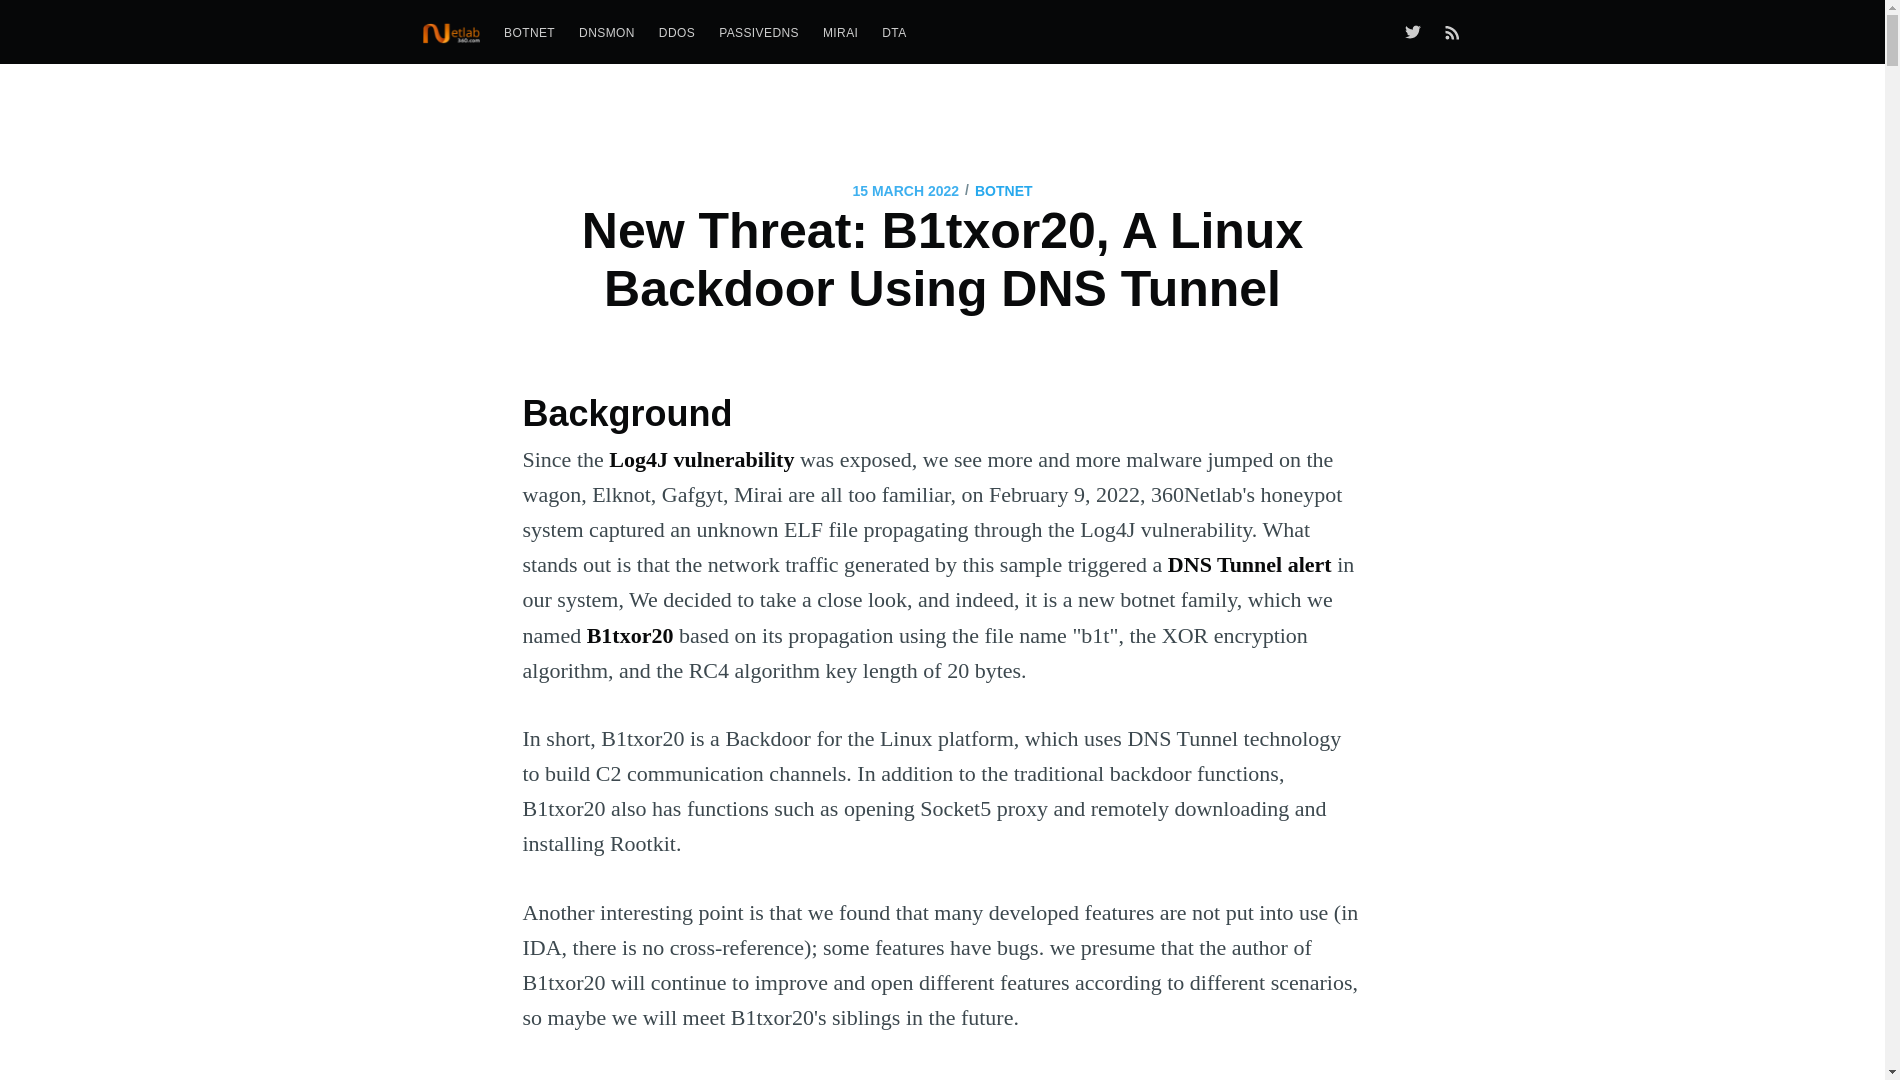 Netlab
360.com
BOTNET DNSMON DDOS PASSIVEDNS MIRAI DTA
15 MARCH 2022 / BOTNET
New Threat: B1txor20, A Linux
Backdoor Using DNS Tunnel
Background
Since the Log4J vulnerability was exposed, we see more and more malware jumped on the
wagon, Elknot, Gafgyt, Mirai are all too familiar, on February 9, 2022, 360Netlab's honeypot
system captured an unknown ELF file propagating through the Log4J vulnerability. What
stands out is that the network traffic generated by this sample triggered a DNS Tunnel alert in
our system, We decided to take a close look, and indeed, it is a new botnet family, which we
named B1txor20 based on its propagation using the file name "b1t", the XOR encryption
algorithm, and the RC4 algorithm key length of 20 bytes.
In short, B1txor20 is a Backdoor for the Linux platform, which uses DNS Tunnel technology
to build C2 communication channels. In addition to the traditional backdoor functions,
B1txor20 also has functions such as opening Socket5 proxy and remotely downloading and
installing Rootkit.
Another interesting point is that we found that many developed features are not put into use (in
IDA, there is no cross-reference); some features have bugs. we presume that the author of
B1txor20 will continue to improve and open different features according to different scenarios,
so maybe we will meet B1txor20's siblings in the future.